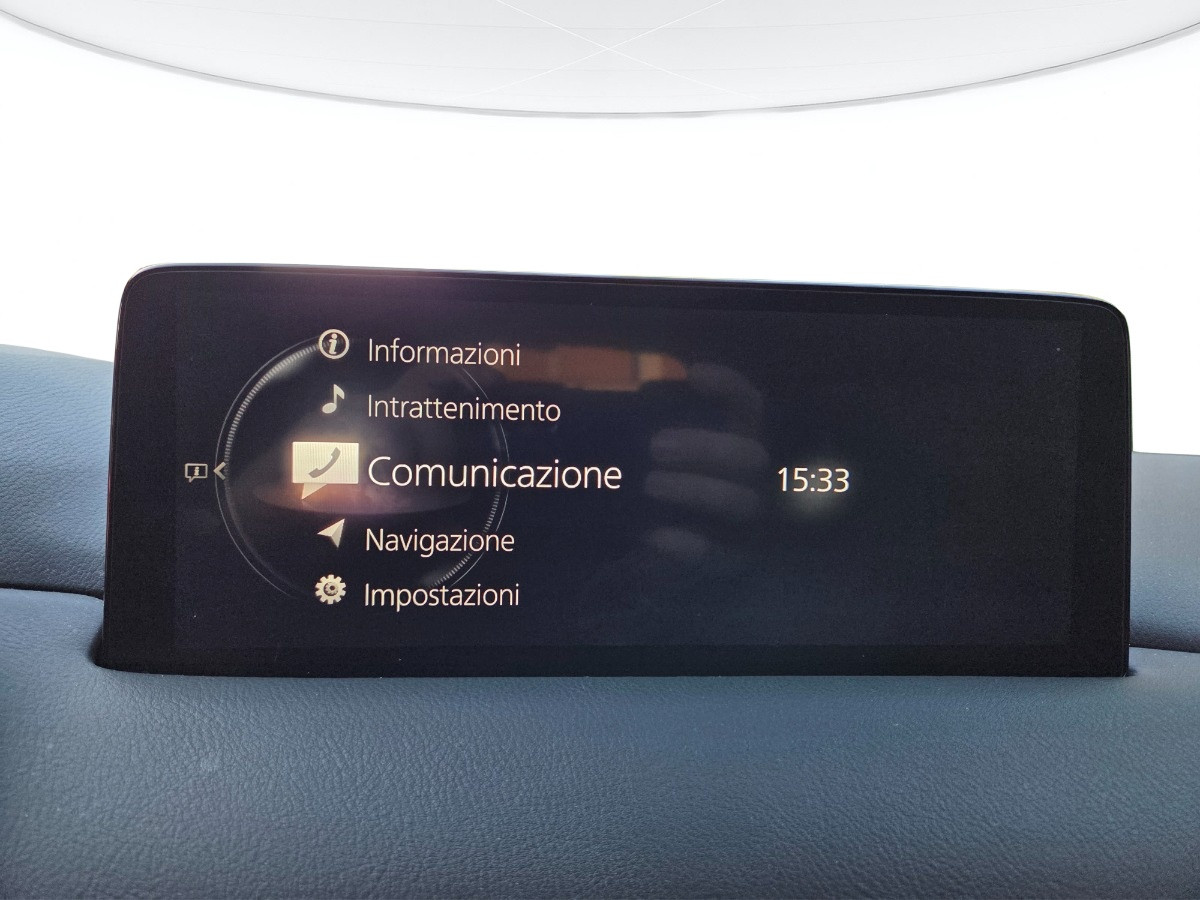 Informazioni
Intrattenimento
Comunicazione
15:33
Navigazione
Impostazioni